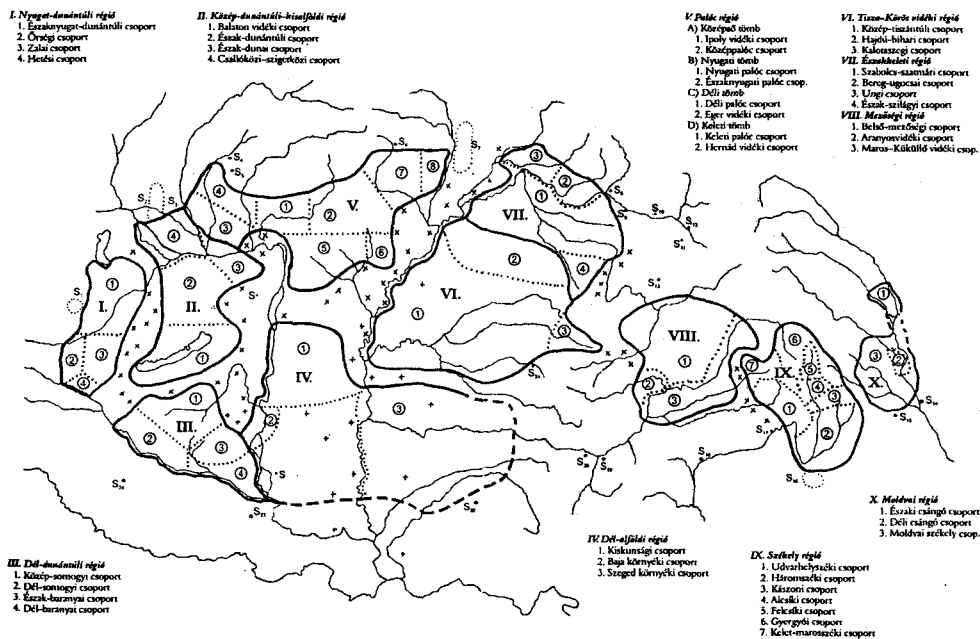 I. Nyugat-dunántúli régió
1. Északnyugat-dunántúli csoport
2. Őrségi csoport
3. Zalai csoport
4. Hetési csoport
II. Közép-dunántúli-kisalföldi régió
1. Balaton vidéki csoport
2. Észak-dunántúli csoport
3. Észak-dunai csoport
4. Csallóközi-szigetközi csoport
V. Palóc régió
A) Középső tömb
1. Ipoly vidéki csoport
2. Középpalóc csoport
B) Nyugati tömb
1. Nyugati palóc csoport
2. Északnyugati palóc csop.
C) Déli tömb
1. Déli palóc csoport
2. Eger vidéki csoport
D) Keleti tömb
1. Keleti palóc csoport
2. Hernád vidéki csoport
VI. Tisza-Körös vidéki régió
1. Közép-tiszántúli csoport
2. Hajdú-bihari csoport
3. Kalotaszegi csoport
VII. Északkeleti régió
1. Szabolcs-szatmári csoport
2. Bereg-ugocsai csoport
3. Ungi csoport
4. Észak-szilágyi csoport
VIII. Mezőségi régió
1. Belső-mezőségi csoport
2. Aranyosvidéki csoport
3. Maros-Küküllő vidéki csop.
I.
II.
III.
IV.
V.
VI.
VII.
VIII.
IX.
X.
X. Moldvai régió
1. Északi csángó csoport
2. Déli csángó csoport
3. Moldvai székely csop.
III. Dél-dunántúli régió
1. Közép-somogyi csoport
2. Dél-somogyi csoport
3. Észak-baranyai csoport
4. Dél-baranyai csoport
IV. Dél-alföldi régió
1. Kiskunsági csoport
2. Baja környéki csoport
3. Szeged környéki csoport
IX. Székely régió
1. Udvarhelyszéki csoport
2. Háromszéki csoport
3. Kászoni csoport
4. Alcsíki csoport
5. Felcsíki csoport
6. Gyergyói csoport
7. Kelet-marosszéki csoport